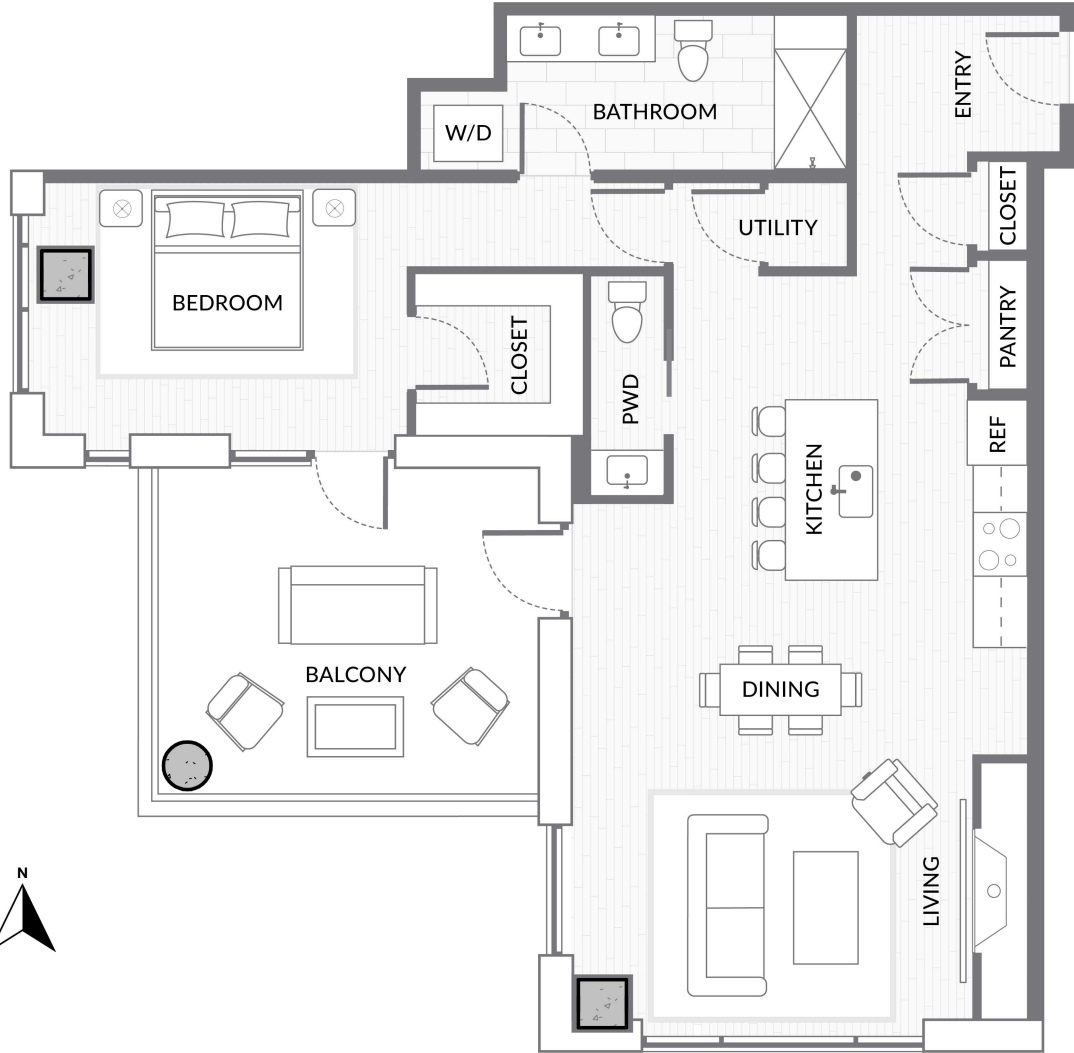 ENTRY
BATHROOM
W/D
CLOSET
UTILITY
BEDROOM
PANTRY
CLOSET
PWD
REF
KITCHEN
BALCONY
DINING
LIVING
N